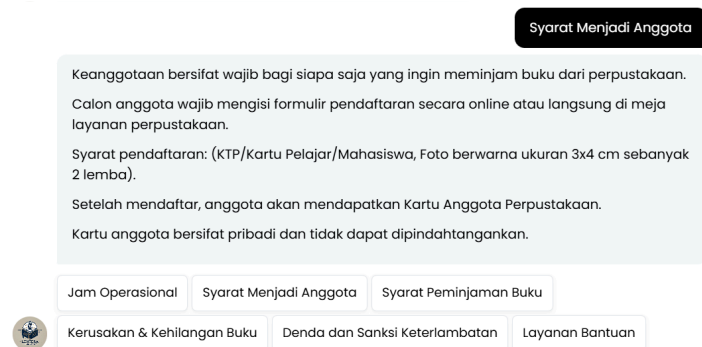 Syarat Menjadi Anggota
Keanggotaan bersifat wajib bagi siapa saja yang ingin meminjam buku dari perpustakaan.
Calon anggota wajib mengisi formulir pendaftaran secara online atau langsung di meja
layanan perpustakaan.
Syarat pendaftaran: (KTP/Kartu Pelajar/Mahasiswa, Foto berwarna ukuran 3x4 cm sebanyak
2 lemba).
Setelah mendaftar, anggota akan mendapatkan Kartu Anggota Perpustakaan.
Kartu anggota bersifat pribadi dan tidak dapat dipindahtangankan.
Jam Operasional Syarat Menjadi Anggota Syarat Peminjaman Buku
Kerusakan & Kehilangan Buku Denda dan Sanksi Keterlambatan Layanan Bantuan